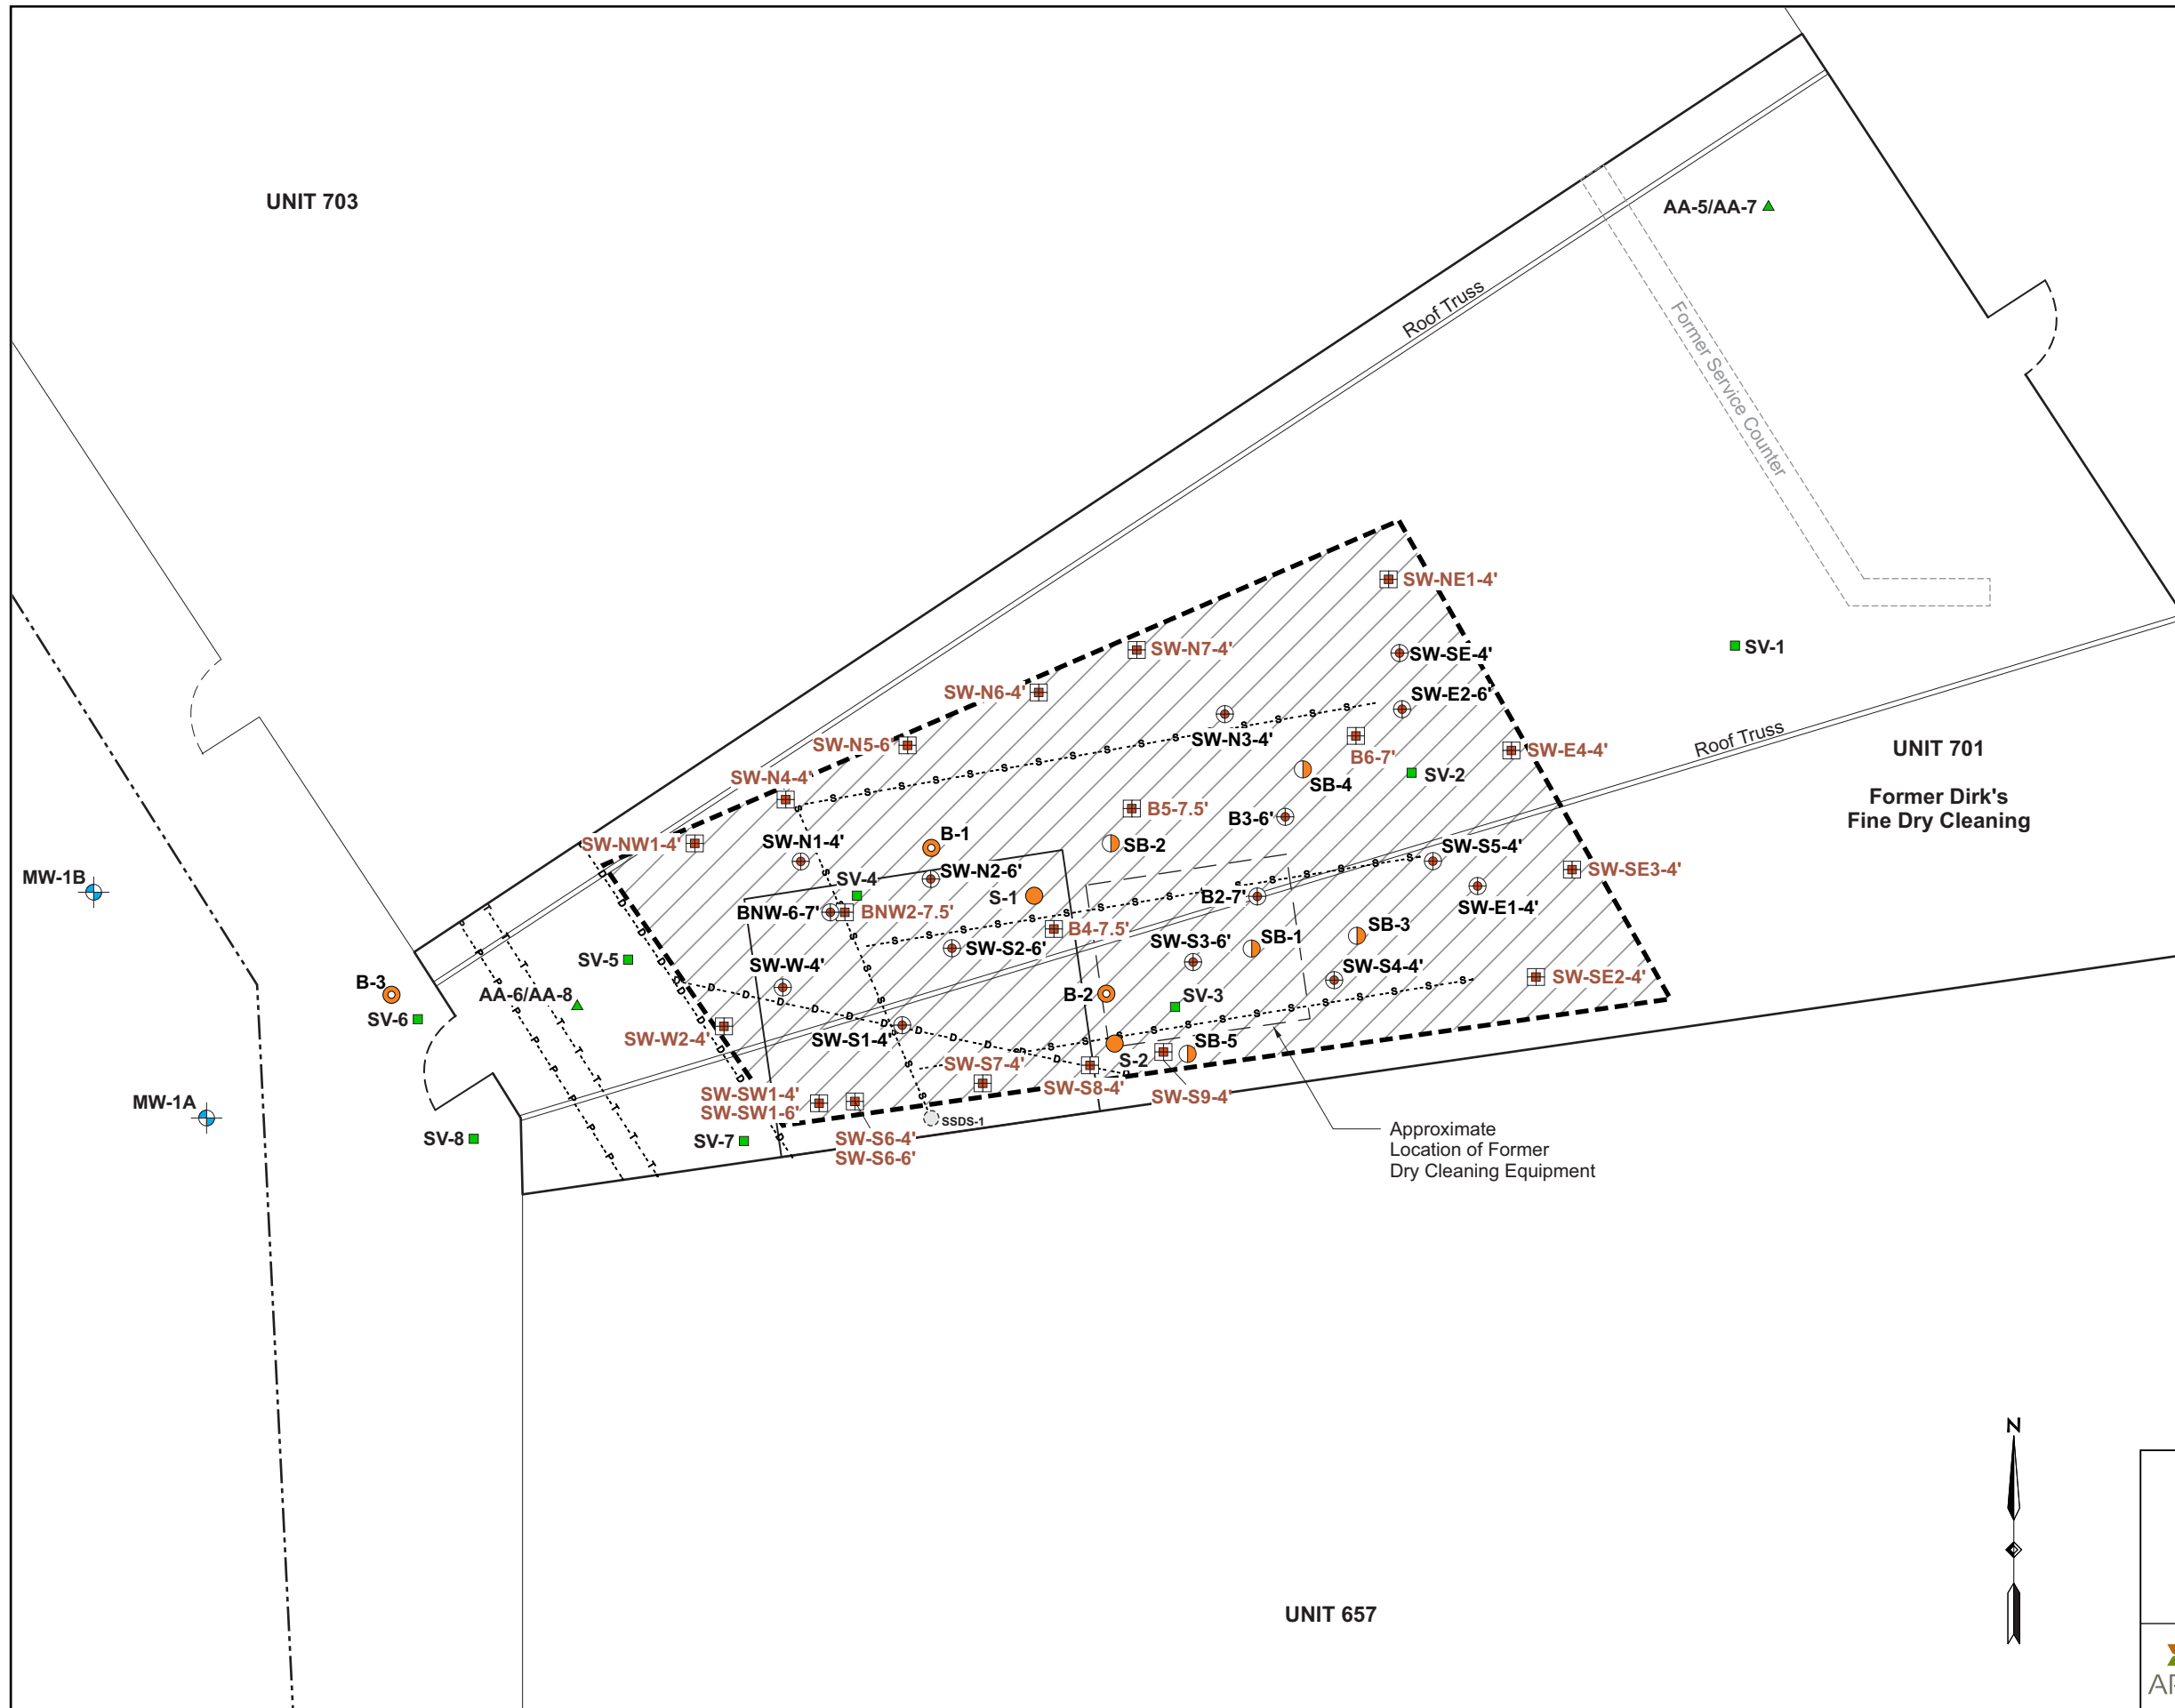 UNIT 703
AA-5/AA-7
Roof Truss
Former Service Counter
SW-NE1-4'
SW-N7-4'
SV-1
SW-SE-4'
SW-N6-4'
SW-E2-6'
SW-N3-4'
SW-N5-6'
B6-7'
SW-E4-4'
Roof Truss
UNIT 701
SW-N4-4'
SB-4
SV-2
Former Dirk's
Fine Dry Cleaning
B5-7.5'
B3-6'
B-1
SW-NW1-4'
SW-N1-4'
SB-2
SW-S5-4'
SW-N2-6'
SW-SE3-4'
MW-1B
SV-4
S-1
B2-7'
SW-E1-4'
BNW-6-7'
BNW2-7.5'
B4-7.5'
SW-S3-6'
SB-1
SB-3
SW-S2-6'
SV-5
SW-W-4'
SW-S4-4'
SW-SE2-4'
B-3
AA-6/AA-8
B-2
SV-3
SV-6
SW-W2-4'
SW-S1-4'
SB-5
S-2
SW-S7-4'
SW-S8-4'
SW-S9-4'
SW-SW1-4'
SW-SW1-6'
MW-1A
SSDS-1
SV-8
SV-7
SW-S6-4'
SW-S6-6'
Approximate
Location of Former
Dry Cleaning Equipment
N
UNIT 657